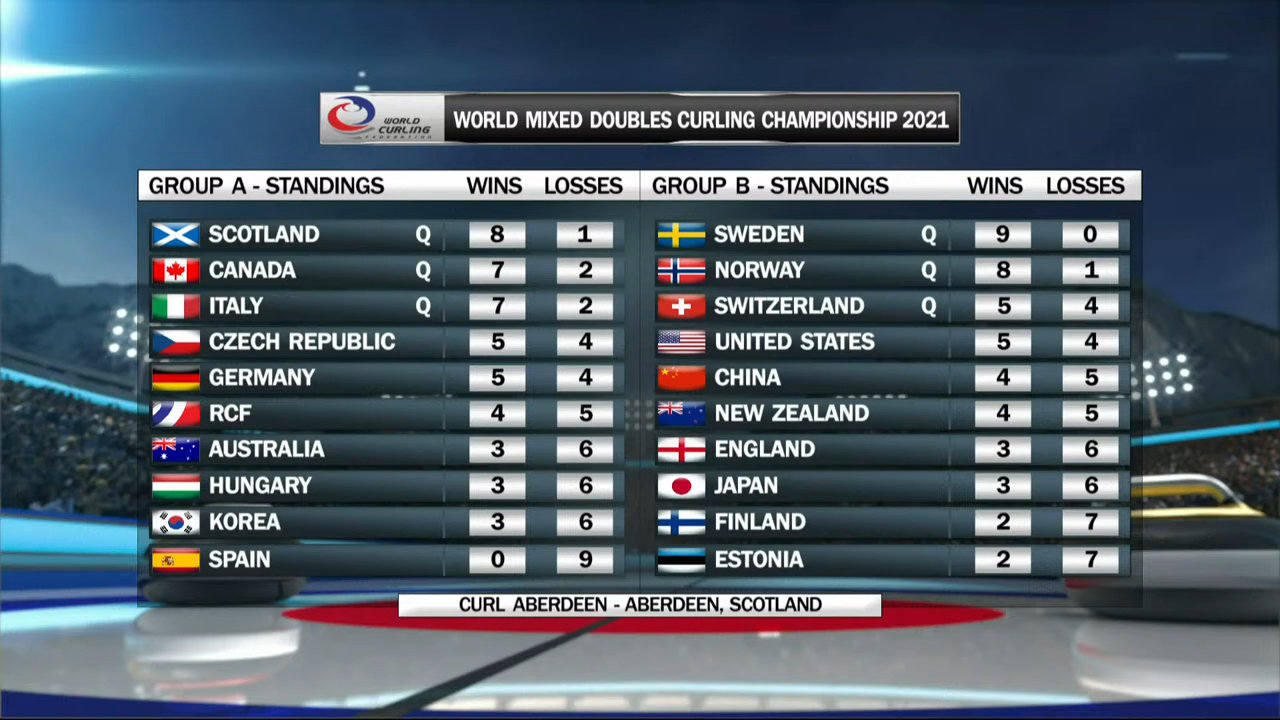 WORLD CURLING FEDERATION
WORLD MIXED DOUBLES CURLING CHAMPIONSHIP 2021
GROUP A - STANDINGS WINS LOSSES
SCOTLAND Q 8 1
CANADA Q 7 2
ITALY Q 7 2
CZECH REPUBLIC 5 4
GERMANY 5 4
RCF 4 5
AUSTRALIA 3 6
HUNGARY 3 6
KOREA 3 6
SPAIN 0 9
GROUP B - STANDINGS WINS LOSSES
SWEDEN Q 9 0
NORWAY Q 8 1
SWITZERLAND Q 5 4
UNITED STATES 5 4
CHINA 4 5
NEW ZEALAND 4 5
ENGLAND 3 6
JAPAN 3 6
FINLAND 2 7
ESTONIA 2 7
CURL ABERDEEN - ABERDEEN, SCOTLAND